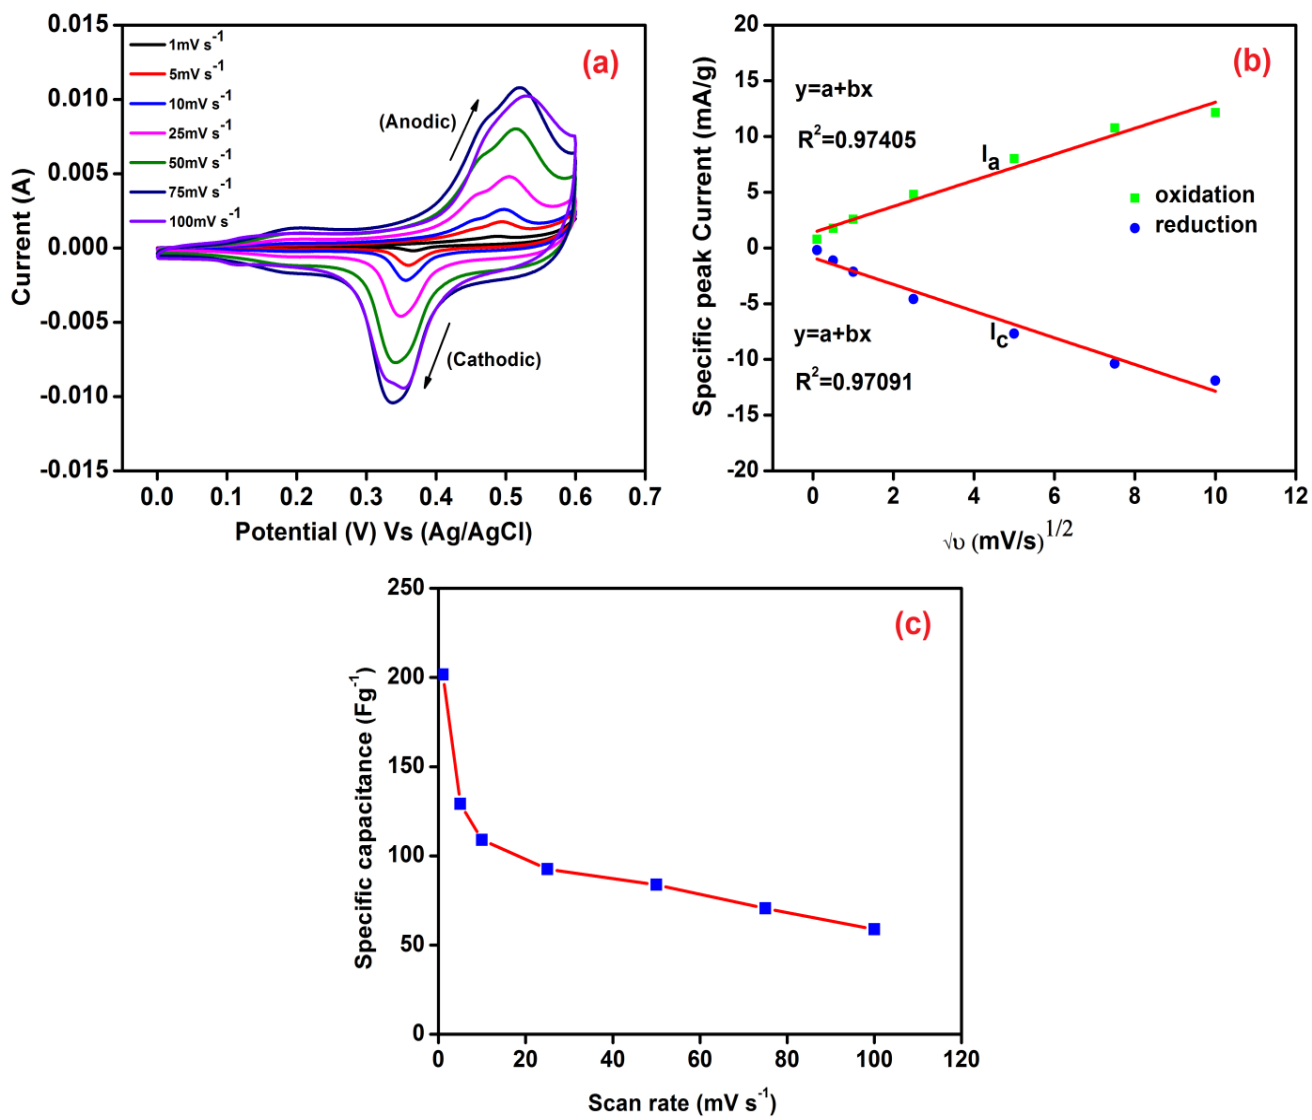 (a)
1mV s-1
5mV s-1
10mV s-1
25mV s-1
50mV s-1
75mV s-1
100mV s-1
(Anodic)
(Cathodic)
0.015
0.010
0.005
0.000
-0.005
-0.010
-0.015
Current (A)
0.0 0.1 0.2 0.3 0.4 0.5 0.6 0.7
Potential (V) Vs (Ag/AgCl)
(b)
y=a+bx
R2=0.97405
Ia
oxidation
reduction
y=a+bx
Ic
R2=0.97091
20
15
10
5
0
-5
-10
-15
-20
Specific peak Current (mA/g)
0 2 4 6 8 10 12
√υ (mV/s)1/2
(c)
250
200
150
100
50
0
Specific capacitance (Fg-1)
0 20 40 60 80 100 120
Scan rate (mV s-1)